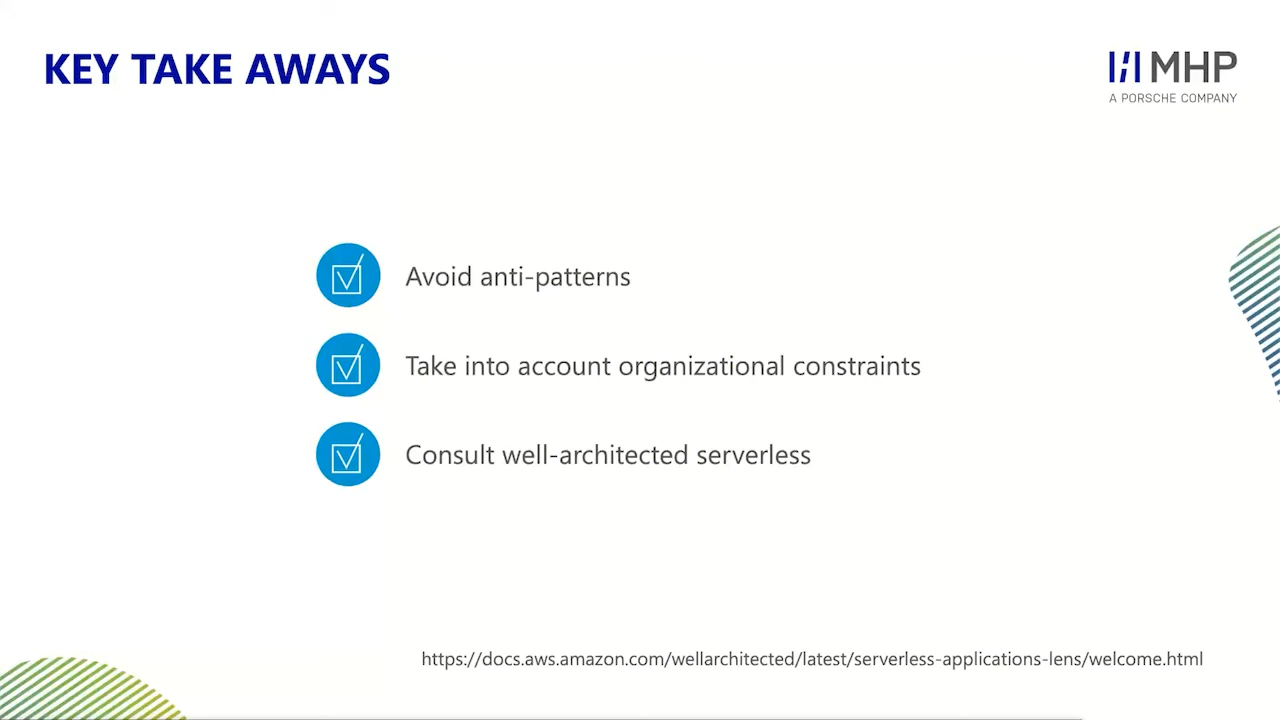 KEY TAKE AWAYS
MHP
A PORSCHE COMPANY
Avoid anti-patterns
Take into account organizational constraints
Consult well-architected serverless
https://docs.aws.amazon.com/wellarchitected/latest/serverless-applications-lens/welcome.html